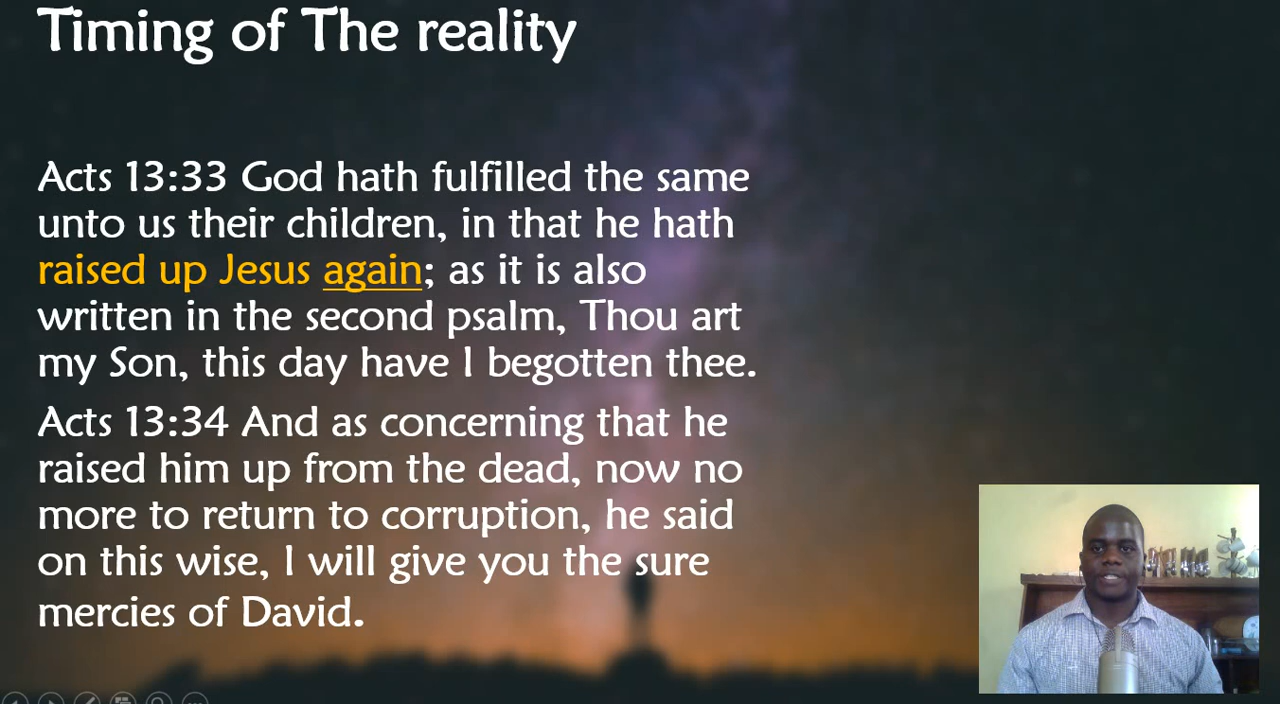 Timing of The reality
Acts 13:33 God hath fulfilled the same
unto us their children, in that he hath
raised up Jesus again; as it is also
written in the second psalm, Thou art
my Son, this day have I begotten thee.
Acts 13:34 And as concerning that he
raised him up from the dead, now no
more to return to corruption, he said
on this wise, I will give you the sure
mercies of David.